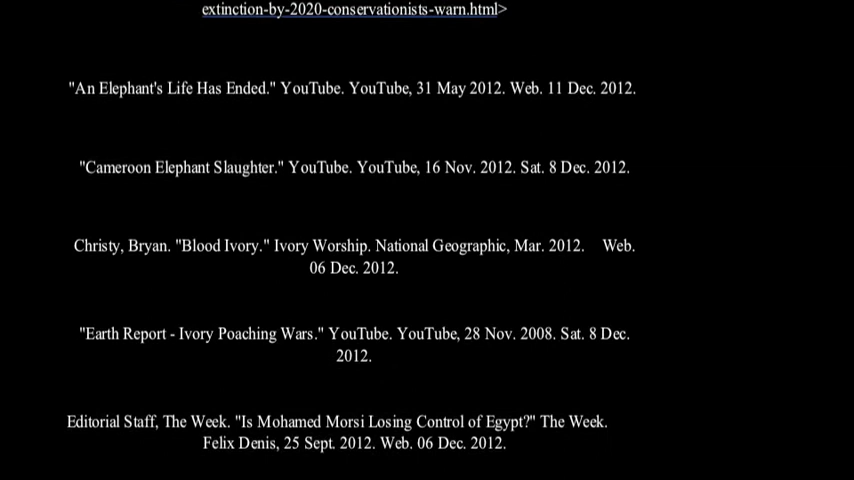 extinction-by-2020-conservationists-warn.html>
"An Elephant's Life Has Ended." YouTube. YouTube, 31 May 2012. Web. 11 Dec. 2012.
"Cameroon Elephant Slaughter." YouTube. YouTube, 16 Nov. 2012. Sat. 8 Dec. 2012.
Christy, Bryan. "Blood Ivory." Ivory Worship. National Geographic, Mar. 2012. Web.
06 Dec. 2012.
"Earth Report - Ivory Poaching Wars." YouTube. YouTube, 28 Nov. 2008. Sat. 8 Dec.
2012.
Editorial Staff, The Week. "Is Mohamed Morsi Losing Control of Egypt?" The Week.
Felix Denis, 25 Sept. 2012. Web. 06 Dec. 2012.